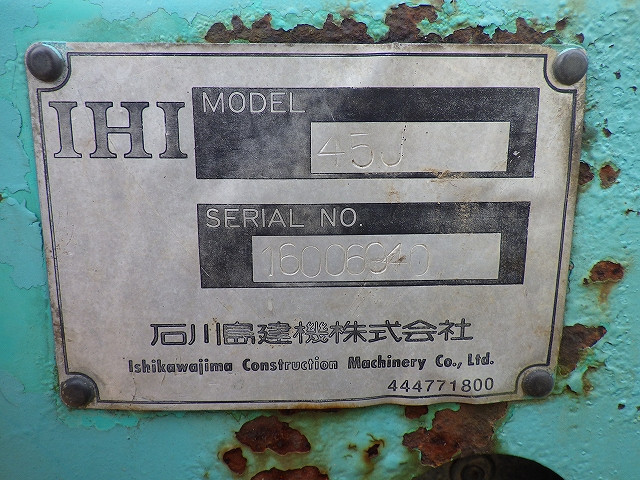 IHI
MODEL
45J
SERIAL NO.
16006940
石川島建機株式会社
Ishikawajima Construction Machinery Co., Ltd.
444771800